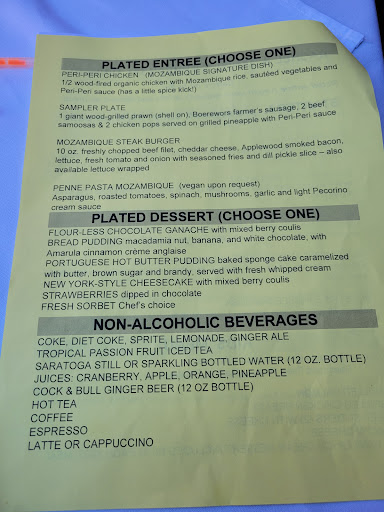 PLATED ENTREE (CHOOSE ONE)
PERI-PERI CHICKEN (MOZAMBIQUE SIGNATURE DISH)
1/2 wood-fired organic chicken with Mozambique rice, sautéed vegetables and
Peri-Peri sauce (has a little spice kick!)
SAMPLER PLATE
1 giant wood-grilled prawn (shell on), Boerewors farmer's sausage, 2 beef
samoosas & 2 chicken pops served on grilled pineapple with Peri-Peri sauce
MOZAMBIQUE STEAK BURGER
10 oz. freshly chopped beef filet, cheddar cheese, Applewood smoked bacon,
lettuce, fresh tomato and onion with seasoned fries and dill pickle slice – also
available lettuce wrapped
PENNE PASTA MOZAMBIQUE (vegan upon request)
Asparagus, roasted tomatoes, spinach, mushrooms, garlic and light Pecorino
cream sauce
PLATED DESSERT (CHOOSE ONE)
FLOUR-LESS CHOCOLATE GANACHE with mixed berry coulis
BREAD PUDDING macadamia nut, banana, and white chocolate, with
Amarula cinnamon crème anglaise
PORTUGUESE HOT BUTTER PUDDING baked sponge cake caramelized
with butter, brown sugar and brandy, served with fresh whipped cream
NEW YORK-STYLE CHEESECAKE with mixed berry coulis
STRAWBERRIES dipped in chocolate
FRESH SORBET Chef's choice
NON-ALCOHOLIC BEVERAGES
COKE, DIET COKE, SPRITE, LEMONADE, GINGER ALE
TROPICAL PASSION FRUIT ICED TEA
SARATOGA STILL OR SPARKLING BOTTLED WATER (12 OZ. BOTTLE)
JUICES: CRANBERRY, APPLE, ORANGE, PINEAPPLE
COCK & BULL GINGER BEER (12 OZ BOTTLE)
HOT TEA
COFFEE
ESPRESSO
LATTE OR CAPPUCCINO